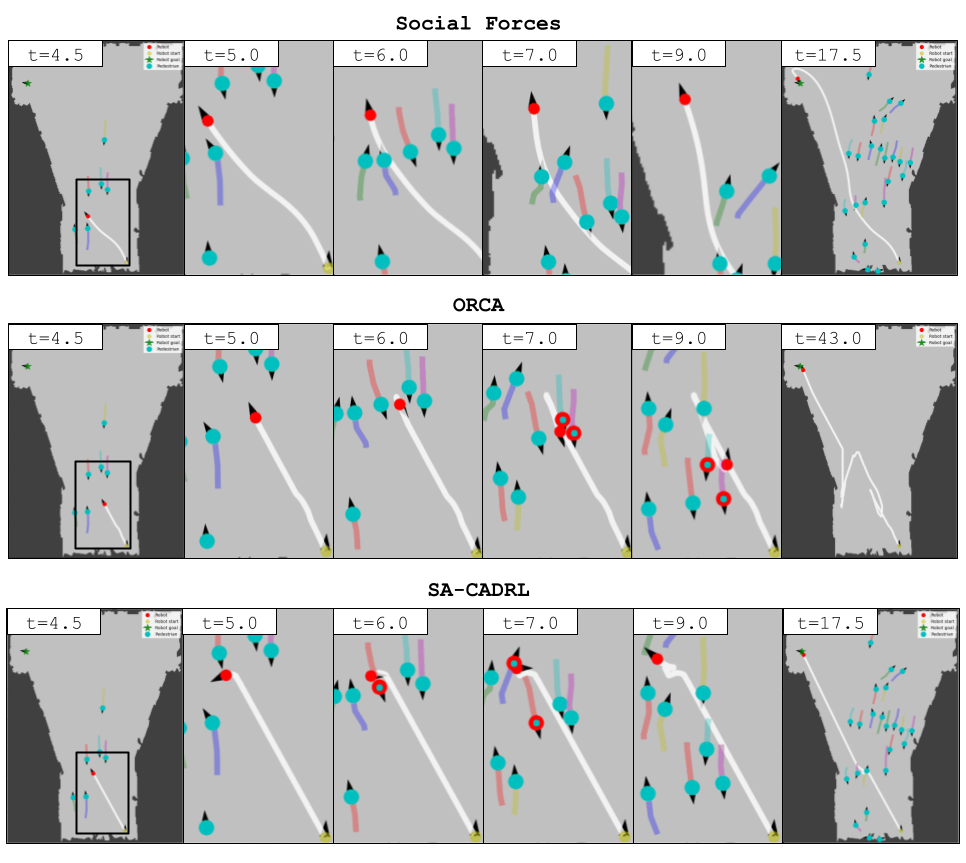 Social Forces
t=4.5
Robot
Robot start
Robot goal
Pedestrian
t=5.0
t=6.0
t=7.0
t=9.0
t=17.5
Robot
Robot start
Robot goal
Pedestrian
ORCA
t=4.5
Robot
Robot start
Robot goal
Pedestrian
t=5.0
t=6.0
t=7.0
t=9.0
t=43.0
Robot
Robot start
Robot goal
Pedestrian
SA-CADRL
t=4.5
Robot
Robot start
Robot goal
Pedestrian
t=5.0
t=6.0
t=7.0
t=9.0
t=17.5
Robot
Robot start
Robot goal
Pedestrian